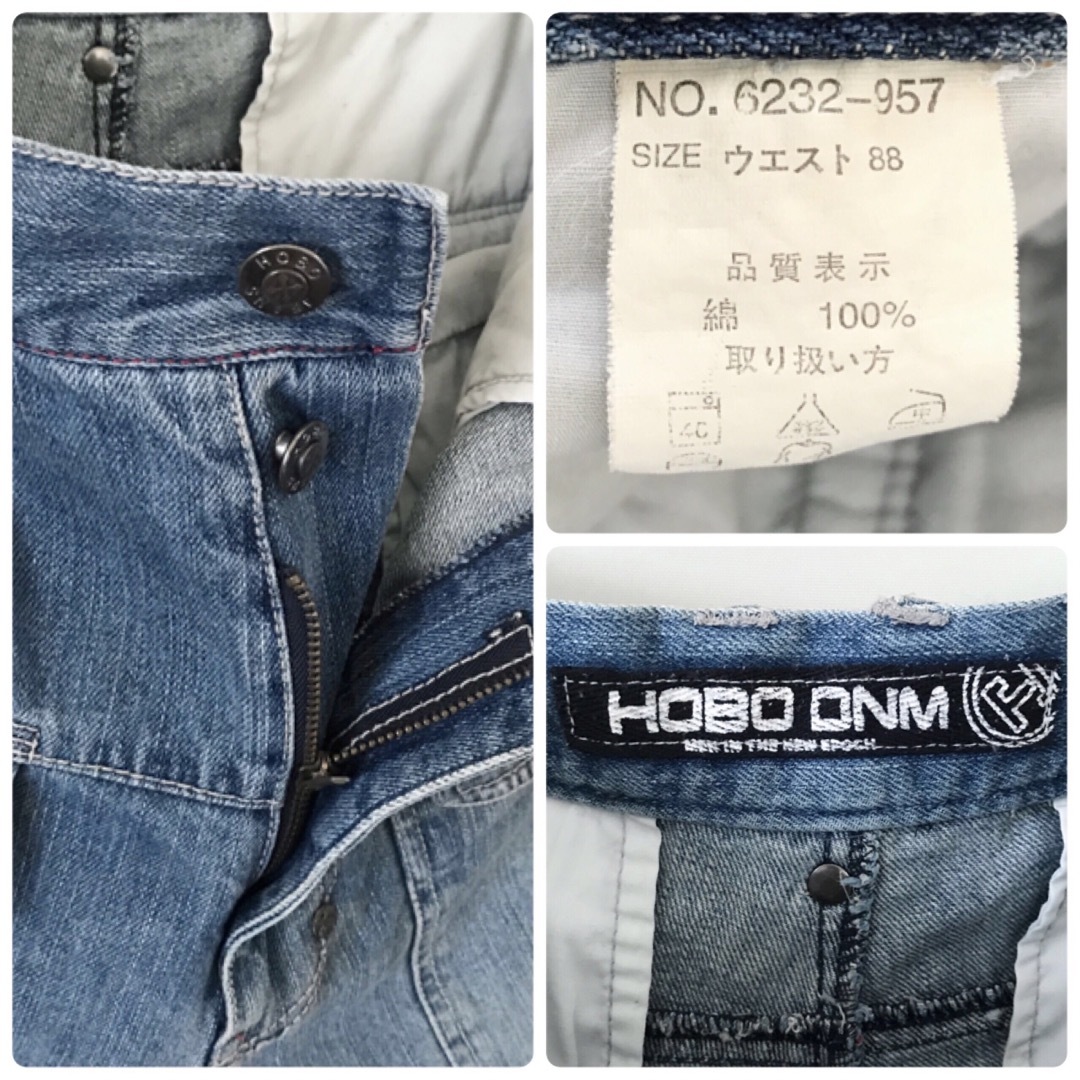 HOBO
NO. 6232-957
SIZE ウエスト 88
品質表示
綿 100%
取り扱い方
HOBO DNM
MEN IN THE NEW EPOCH